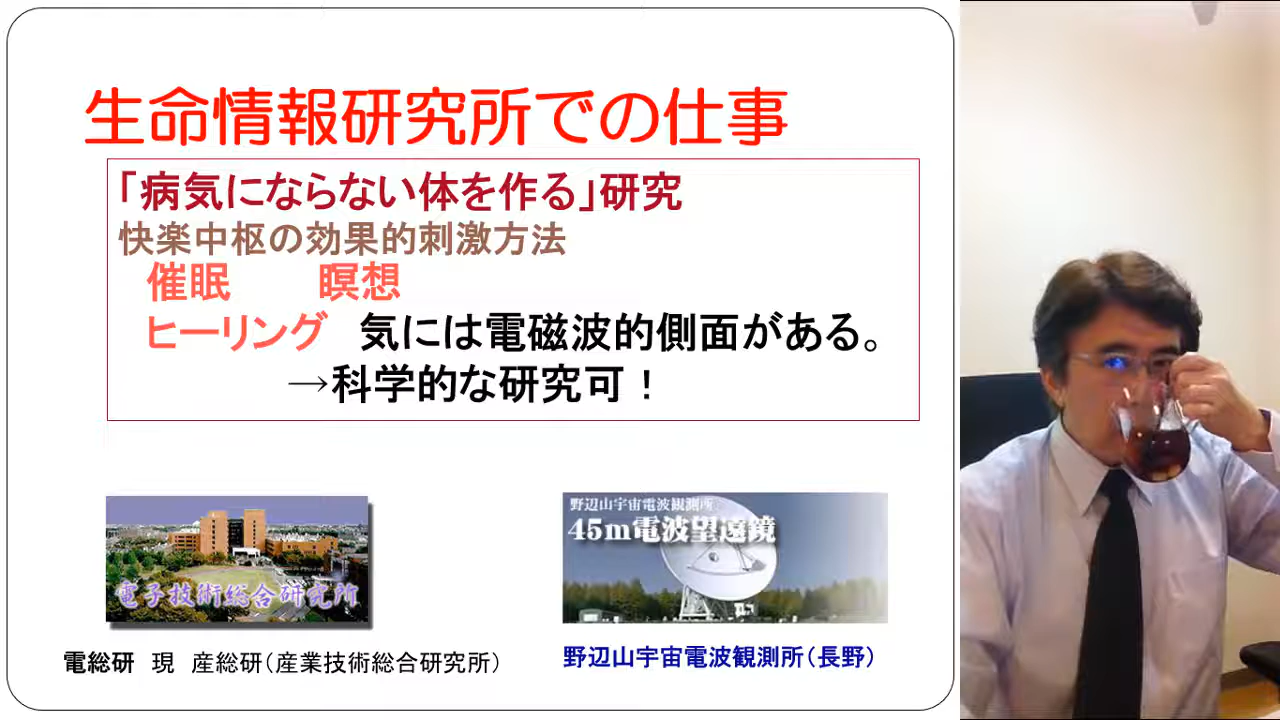 生命情報研究所での仕事
「病気にならない体を作る」研究
快楽中枢の効果的刺激方法
催眠　　瞑想
ヒーリング　気には電磁波的側面がある。
→科学的な研究可！
電子技術総合研究所
野辺山宇宙電波観測所
45m電波望遠鏡
電総研　現　産総研（産業技術総合研究所）
野辺山宇宙電波観測所（長野）